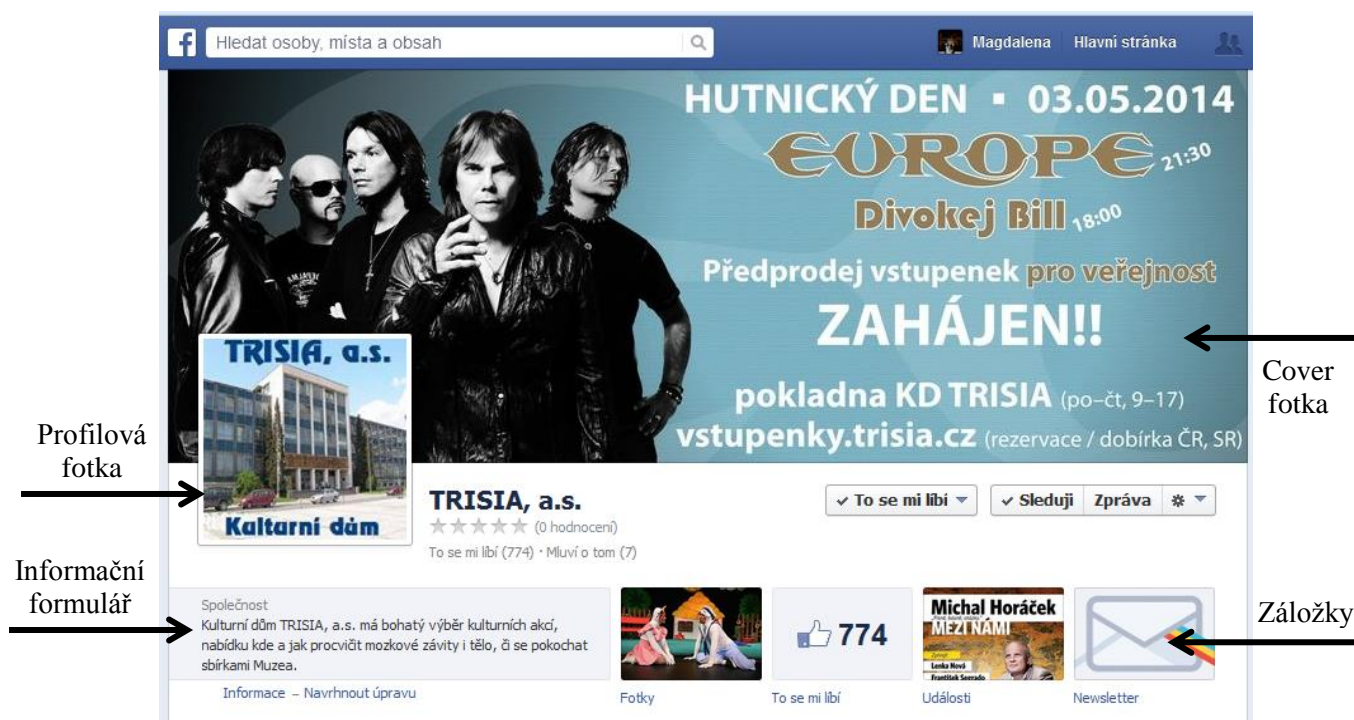 Hledat osoby, místa a obsah
Magdalena
Hlavní stránka
HUTNICKÝ DEN ▪ 03.05.2014
EUROPE 21:30
Divokej Bill 18:00
Předprodej vstupenek pro veřejnost
ZAHÁJEN!!
pokladna KD TRISIA (po–čt, 9–17)
vstupenky.trisia.cz (rezervace / dobírka ČR, SR)
Cover
fotka
Profilová
fotka
TRISIA, a.s.
Kulturní dům
TRISIA, a.s.
(0 hodnocení)
To se mi líbí (774) · Mluví o tom (7)
To se mi líbí
Sleduji
Zpráva
Informační
formulář
Společnost
Kulturní dům TRISIA, a.s. má bohatý výběr kulturních akcí,
nabídku kde a jak procvičit mozkové závity i tělo, či se pokochat
sbírkami Muzea.
Informace – Navrhnout úpravu
Fotky
774
To se mi líbí
Michal Horáček
MEZI NÁMI
Lenka Nová
František Segrado
Události
Newsletter
Záložky